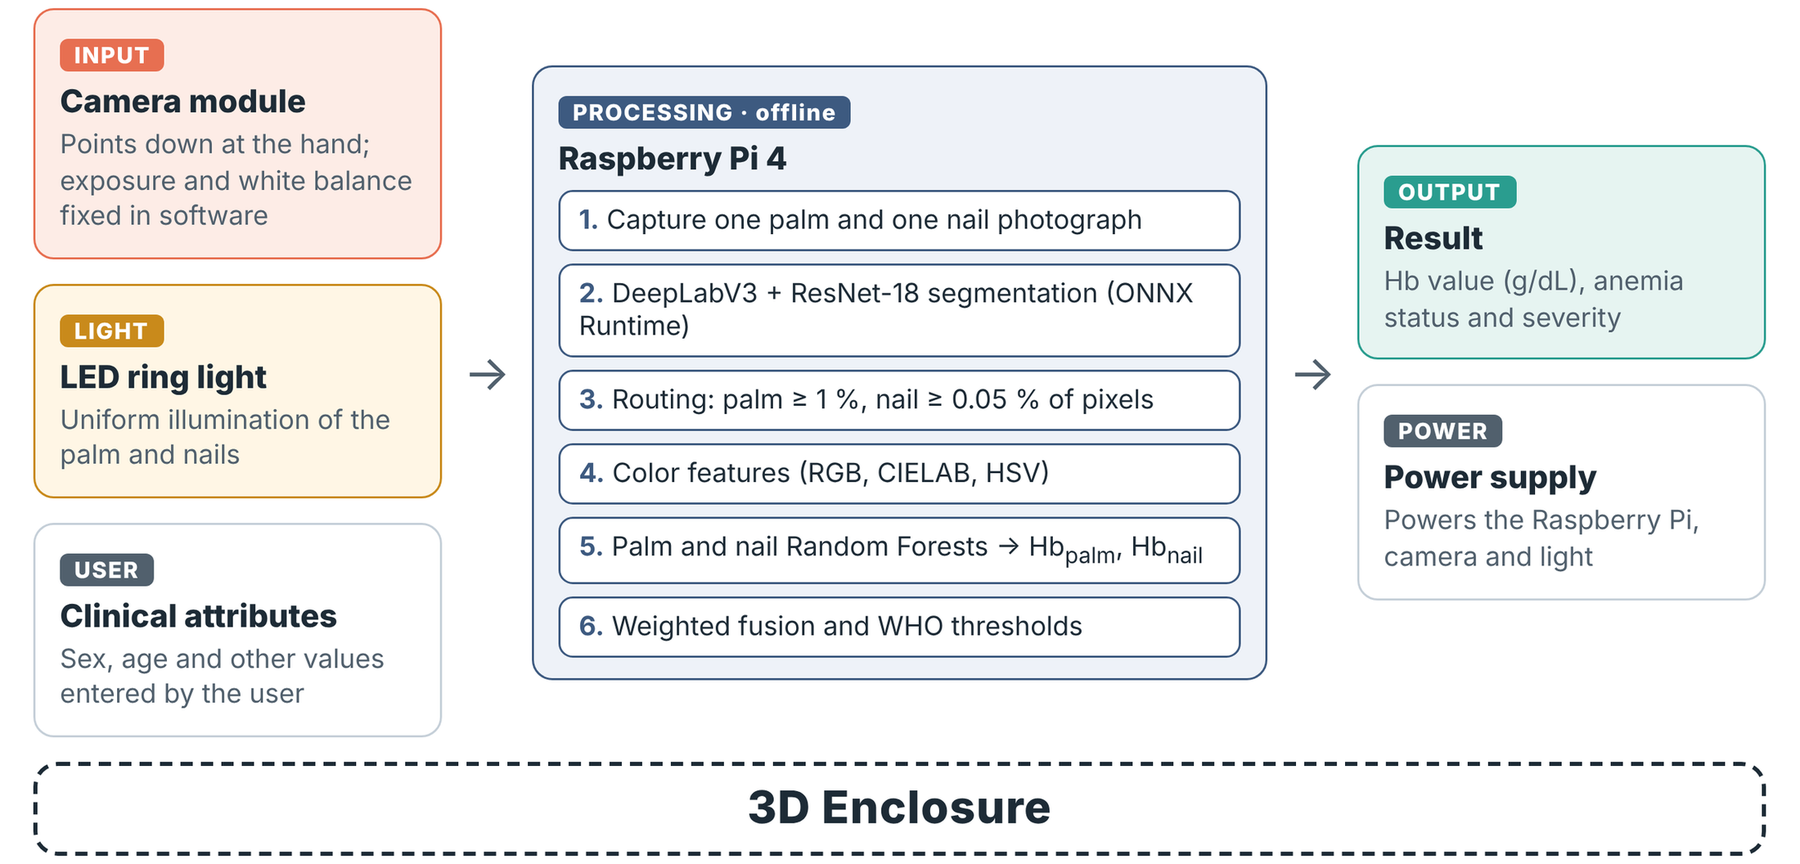 INPUT
Camera module
Points down at the hand;
exposure and white balance
fixed in software
LIGHT
LED ring light
Uniform illumination of the
palm and nails
USER
Clinical attributes
Sex, age and other values
entered by the user
→
PROCESSING · offline
Raspberry Pi 4
1. Capture one palm and one nail photograph
2. DeepLabV3 + ResNet-18 segmentation (ONNX
Runtime)
3. Routing: palm ≥ 1 %, nail ≥ 0.05 % of pixels
4. Color features (RGB, CIELAB, HSV)
5. Palm and nail Random Forests → Hbpalm, Hbnail
6. Weighted fusion and WHO thresholds
→
OUTPUT
Result
Hb value (g/dL), anemia
status and severity
POWER
Power supply
Powers the Raspberry Pi,
camera and light
3D Enclosure